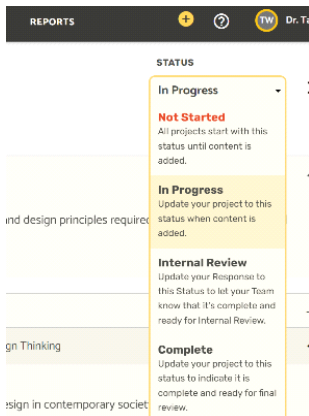 REPORTS
TW
Dr. Ta
STATUS
In Progress
Not Started
All projects start with this
status until content is
added.
In Progress
Update your project to this
status when content is
added.
and design principles required
Internal Review
Update your Response to
this Status to let your Team
know that it's complete and
ready for Internal Review.
gn Thinking
Complete
Update your project to this
status to indicate it is
complete and ready for final
review.
esign in contemporary societ